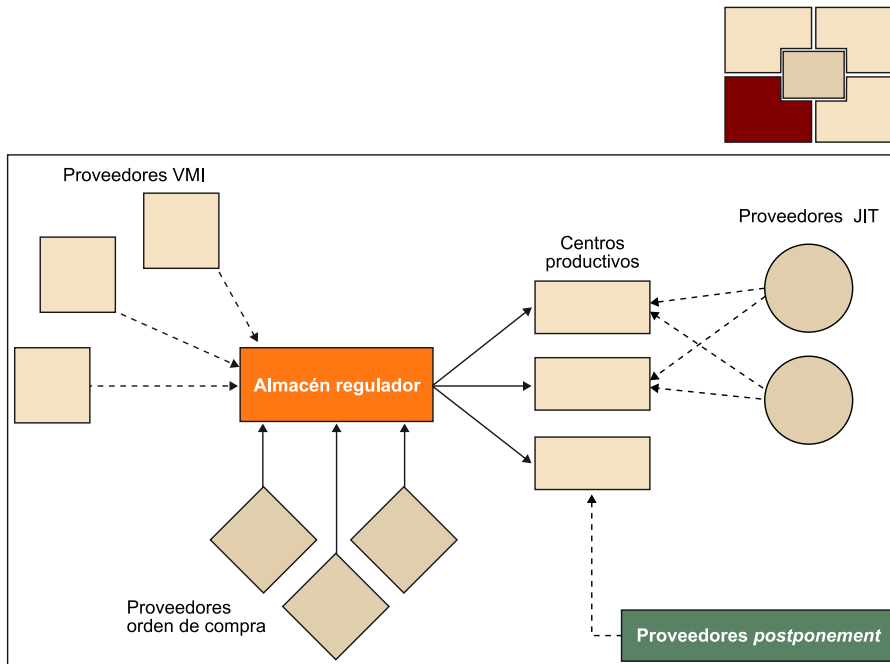 Proveedores VMI
Proveedores JIT
Centros
productivos
Almacén regulador
Proveedores
orden de compra
Proveedores postponement